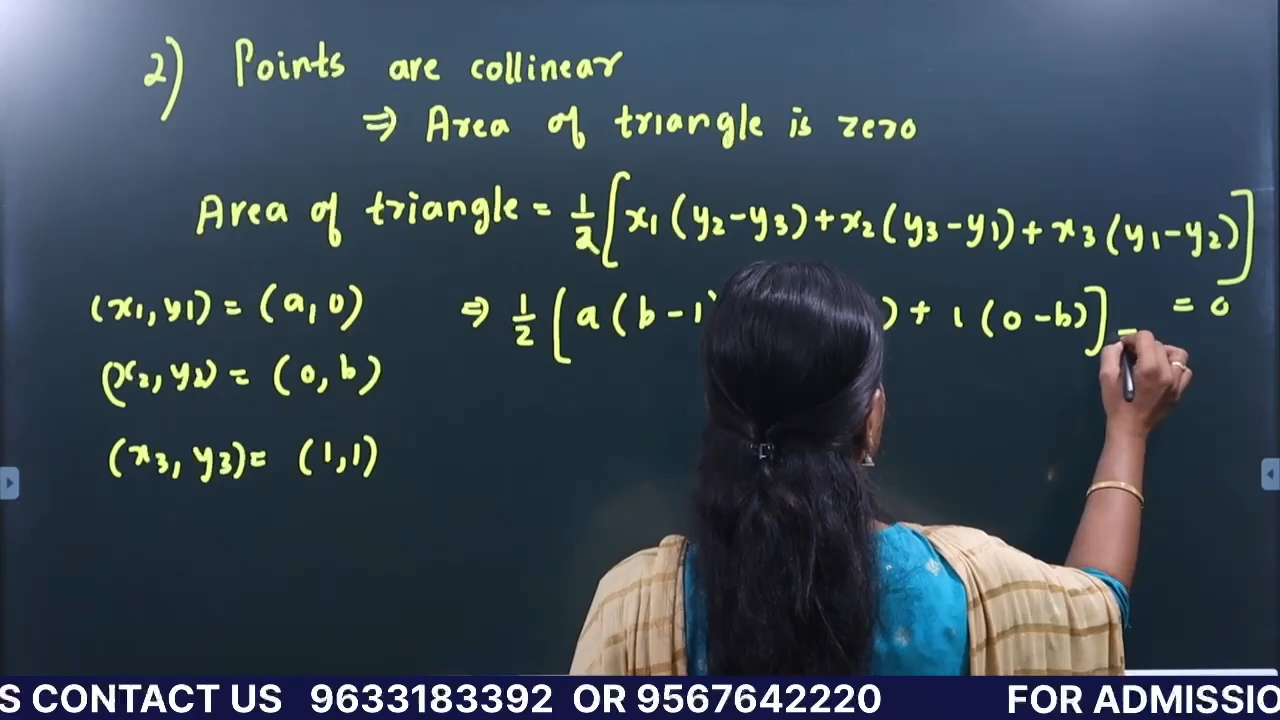 2) Points are collinear
⇒ Area of triangle is zero
Area of triangle = 1/2 [x1 (y2-y3) + x2 (y3-y1) + x3 (y1-y2)]
(x1, y1) = (a, 0)
⇒ 1/2 [a (b-1) ) + 1 (0-b)] = 0
(x2, y2) = (0, b)
(x3, y3) = (1,1)
S CONTACT US 9633183392 OR 9567642220 FOR ADMISSIO